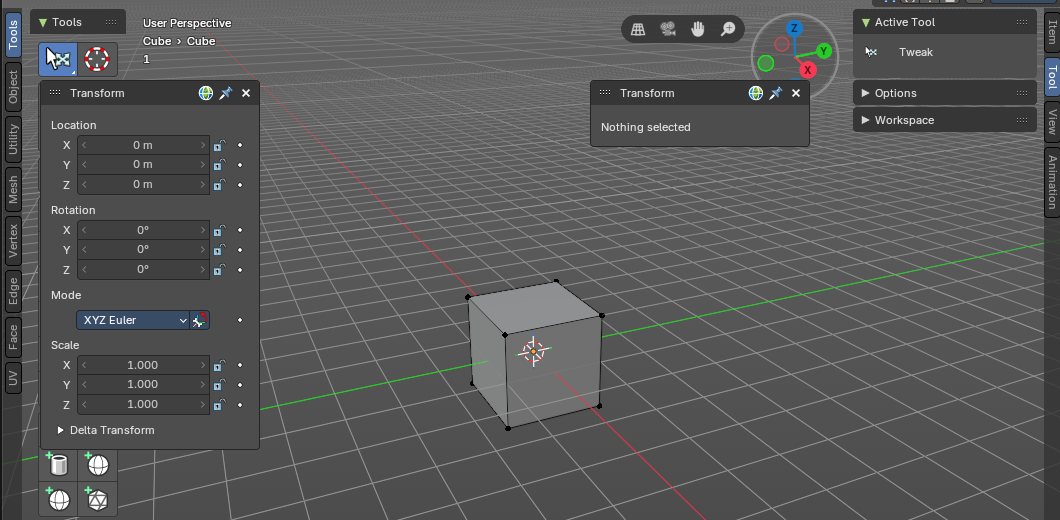 Tools
Object
Utility
Mesh
Vertex
Edge
Face
UV
Tools
User Perspective
Cube > Cube
1
Transform
Location
X 0 m
Y 0 m
Z 0 m
Rotation
X 0°
Y 0°
Z 0°
Mode
XYZ Euler
Scale
X 1.000
Y 1.000
Z 1.000
Delta Transform
Z
Y
X
Transform
Nothing selected
Active Tool
Tweak
Options
Workspace
Item
Tool
View
Animation